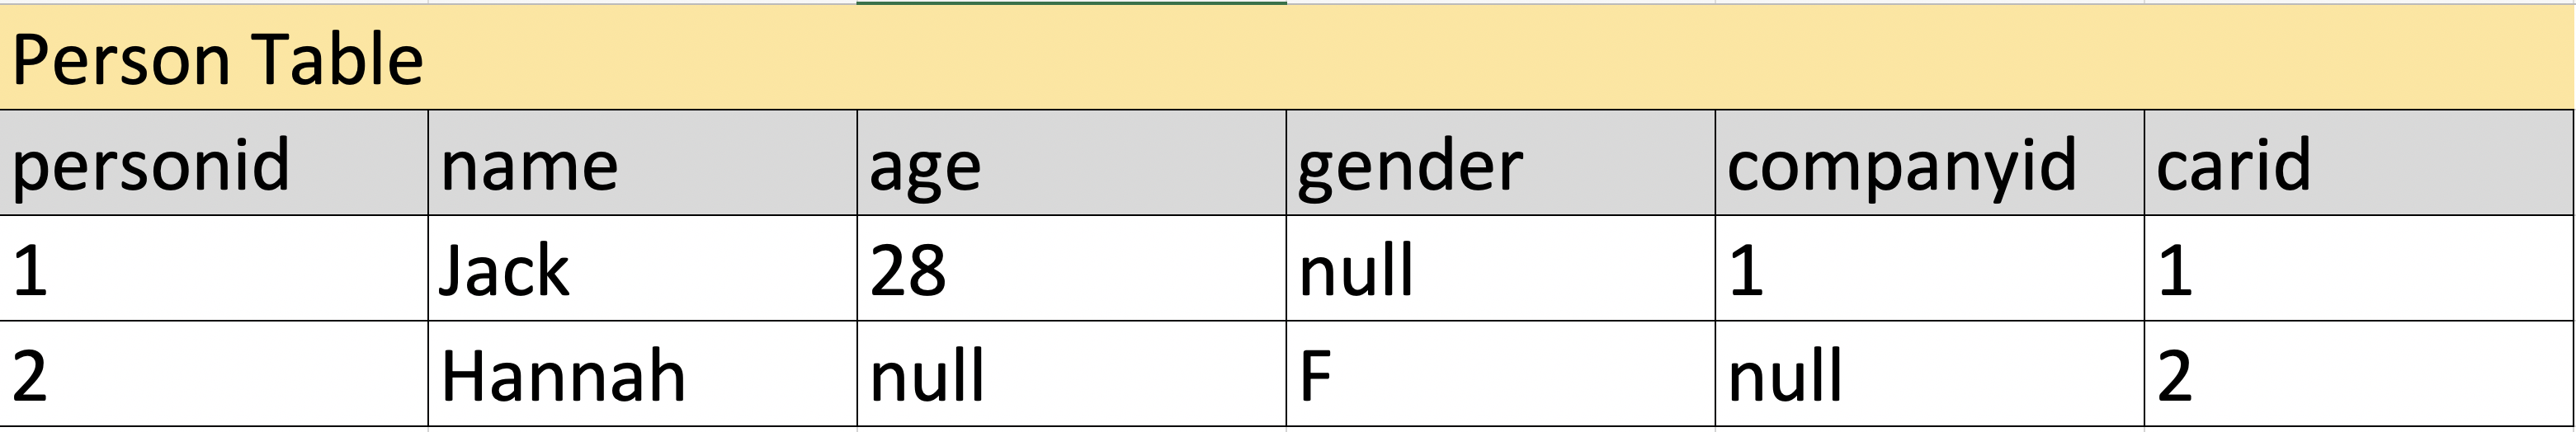 Person Table
personid name age gender companyid carid
1 Jack 28 null 1 1
2 Hannah null F null 2